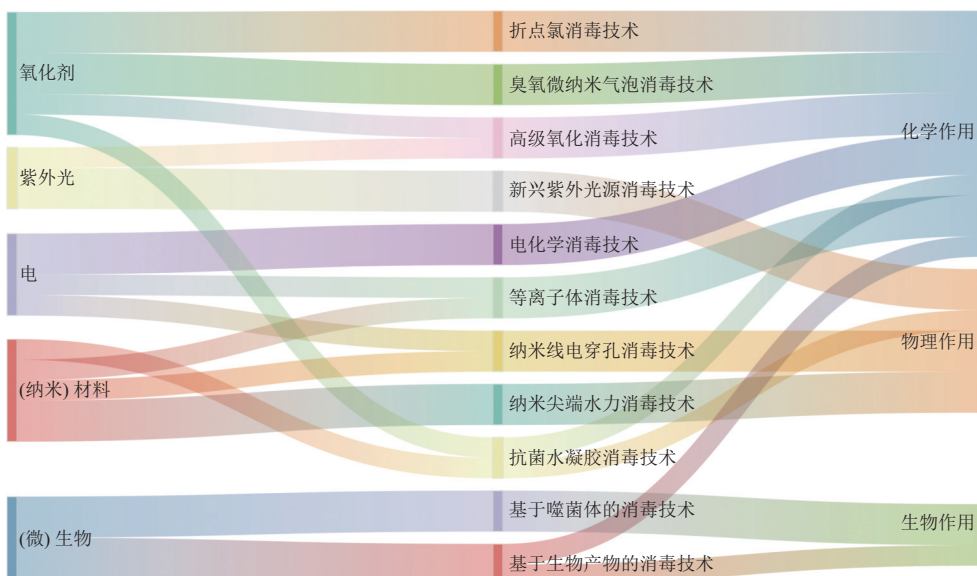 氧化剂
紫外光
电
(纳米) 材料
(微) 生物
折点氯消毒技术
臭氧微纳米气泡消毒技术
高级氧化消毒技术
新兴紫外光源消毒技术
电化学消毒技术
等离子体消毒技术
纳米线电穿孔消毒技术
纳米尖端水力消毒技术
抗菌水凝胶消毒技术
基于噬菌体的消毒技术
基于生物产物的消毒技术
化学作用
物理作用
生物作用